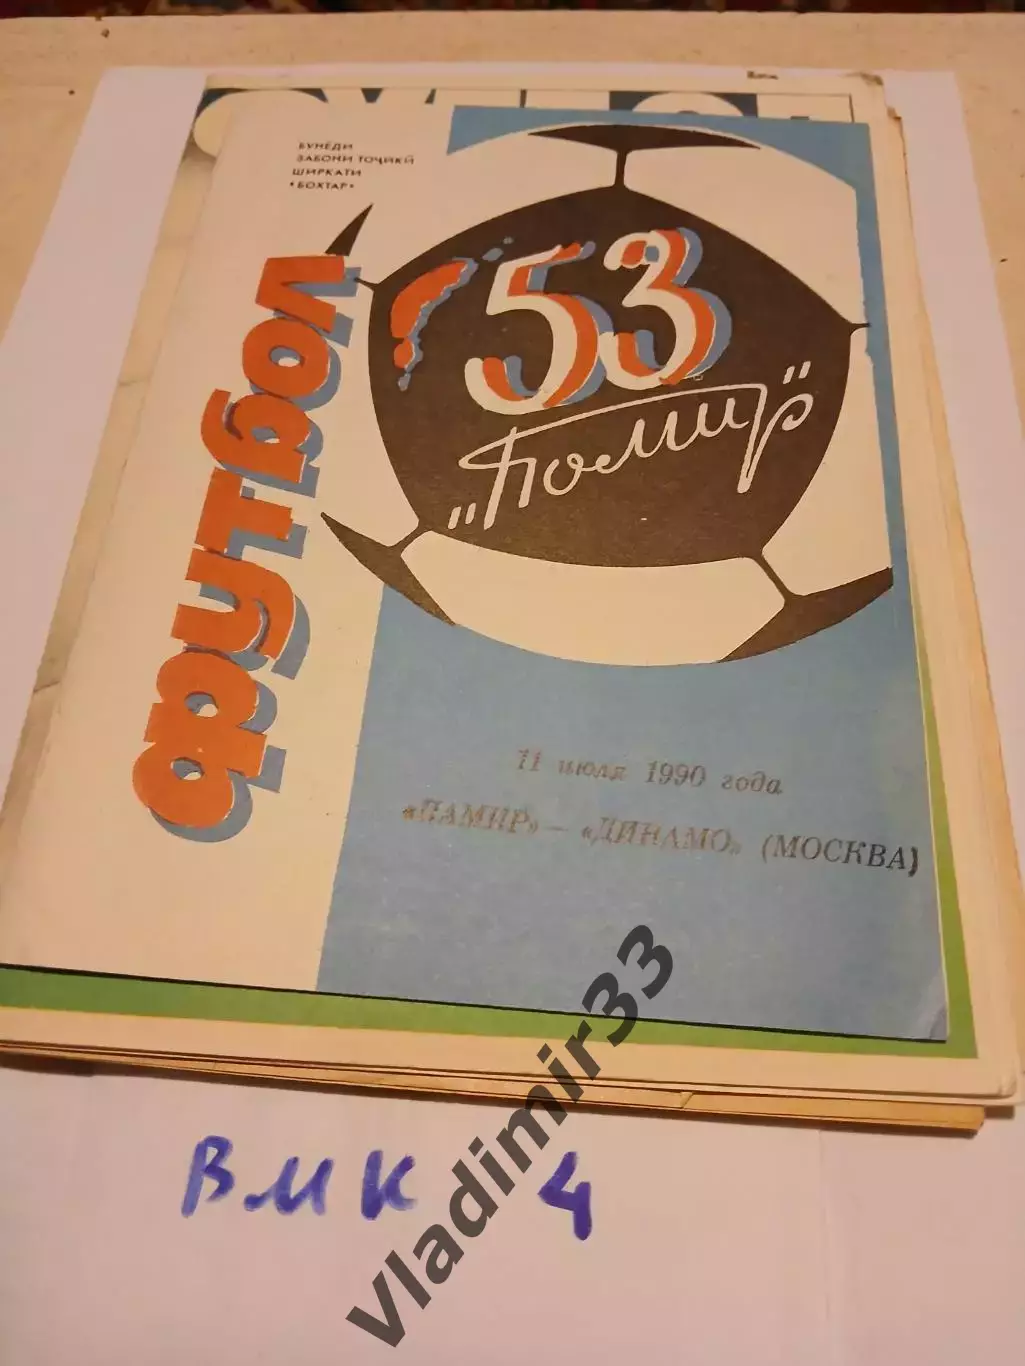 БУНЁДИ
ЗАБОНИ ТОҶИКӢ
ШИРКАТИ
«БОХТАР»
ФУТБОЛ
53
"Помир"
11 июля 1990 года
«ПАМИР» — «ДИНАМО» (МОСКВА)
ВМК 4
Vladimir33